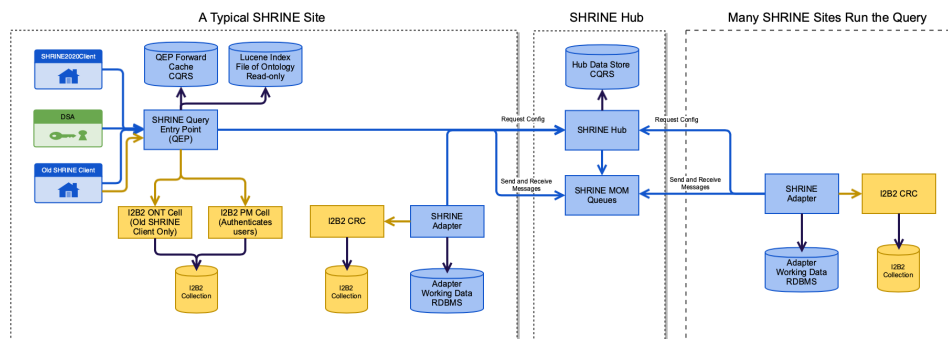 A Typical SHRINE Site
SHRINE Hub
Many SHRINE Sites Run the Query
SHRINE2020Client
QEP Forward
Cache
CQRS
Lucene Index
File of Ontology
Read-only
Hub Data Store
CQRS
DSA
SHRINE Query
Entry Point
(QEP)
Request Config
SHRINE Hub
Request Config
Old SHRINE Client
Send and Receive
Messages
SHRINE MOM
Queues
Send and Receive
Messages
SHRINE
Adapter
I2B2 CRC
I2B2 ONT Cell
(Old SHRINE
Client Only)
I2B2 PM Cell
(Authenticates
users)
I2B2 CRC
SHRINE
Adapter
I2B2
Collection
I2B2
Collection
Adapter
Working Data
RDBMS
Adapter
Working Data
RDBMS
I2B2
Collection